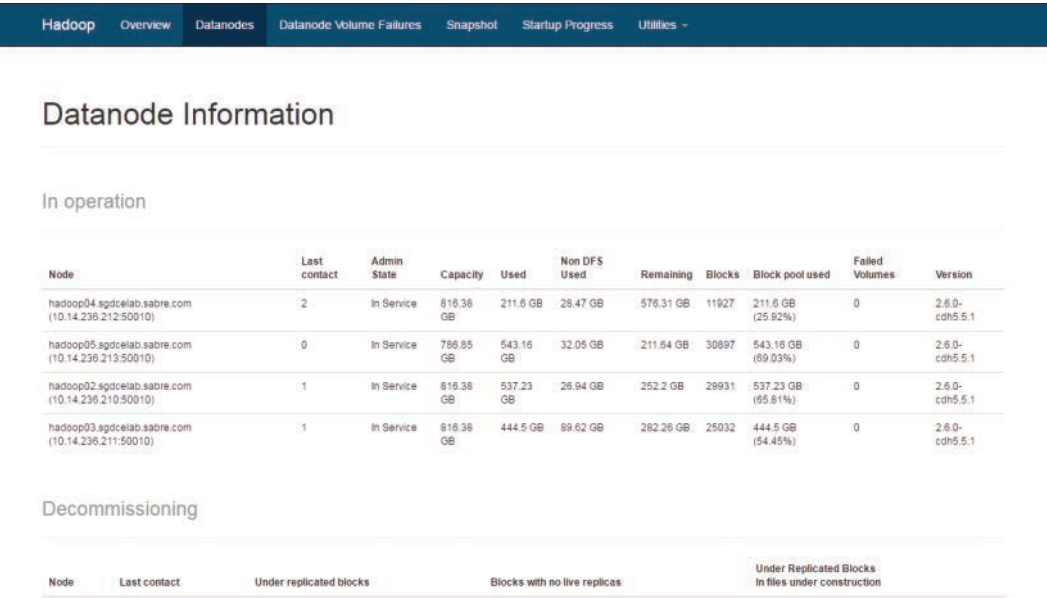 Hadoop Overview Datanodes Datanode Volume Failures Snapshot Startup Progress Utilities
Datanode Information
In operation
Node Last contact Admin State Capacity Used Non DFS Used Remaining Blocks Block pool used Failed Volumes Version
hadoop04.sgdcelab.sabre.com (10.14.236.212:50010) 2 In Service 816.38 GB 211.6 GB 28.47 GB 576.31 GB 11927 211.6 GB (25.92%) 0 2.6.0-cdh5.5.1
hadoop05.sgdcelab.sabre.com (10.14.236.213:50010) 0 In Service 786.85 GB 543.16 GB 32.05 GB 211.64 GB 30897 543.16 GB (69.03%) 0 2.6.0-cdh5.5.1
hadoop02.sgdcelab.sabre.com (10.14.236.210:50010) 1 In Service 816.38 GB 537.23 GB 26.94 GB 252.2 GB 29931 537.23 GB (65.81%) 0 2.6.0-cdh5.5.1
hadoop03.sgdcelab.sabre.com (10.14.236.211:50010) 1 In Service 816.38 GB 444.5 GB 89.62 GB 282.26 GB 25032 444.5 GB (54.45%) 0 2.6.0-cdh5.5.1
Decommissioning
Node Last contact Under replicated blocks Blocks with no live replicas Under Replicated Blocks In files under construction